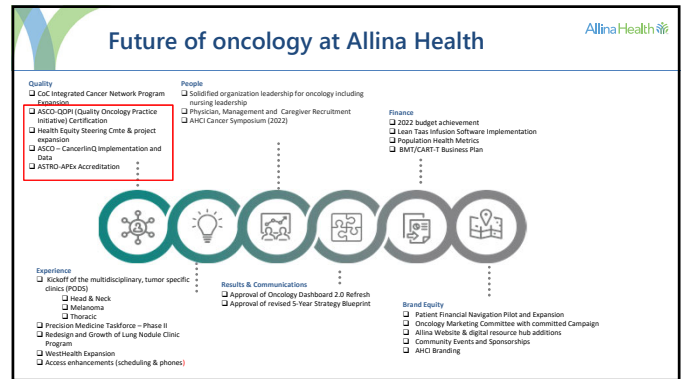 Future of oncology at Allina Health
Allina Health
Quality
CoC Integrated Cancer Network Program
Expansion
ASCO-QOPI (Quality Oncology Practice
Initiative) Certification
Health Equity Steering Cmte & project
expansion
ASCO – CancerlinQ Implementation and
Data
ASTRO-APEx Accreditation
People
Solidified organization leadership for oncology including
nursing leadership
Physician, Management and Caregiver Recruitment
AHCI Cancer Symposium (2022)
Finance
2022 budget achievement
Lean Taas Infusion Software Implementation
Population Health Metrics
BMT/CART-T Business Plan
Experience
Kickoff of the multidisciplinary, tumor specific
clinics (PODS)
Head & Neck
Melanoma
Thoracic
Precision Medicine Taskforce – Phase II
Redesign and Growth of Lung Nodule Clinic
Program
WestHealth Expansion
Access enhancements (scheduling & phones)
Results & Communications
Approval of Oncology Dashboard 2.0 Refresh
Approval of revised 5-Year Strategy Blueprint
Brand Equity
Patient Financial Navigation Pilot and Expansion
Oncology Marketing Committee with committed Campaign
Allina Website & digital resource hub additions
Community Events and Sponsorships
AHCI Branding